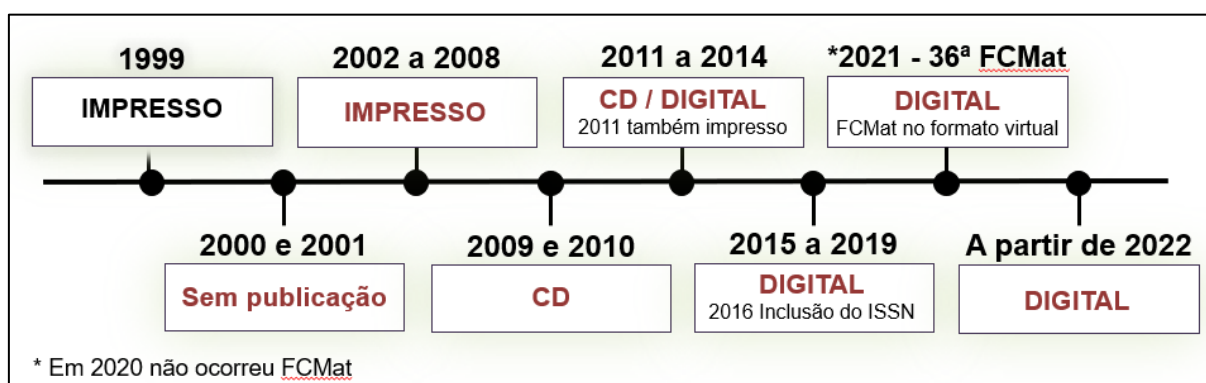 1999
IMPRESSO
2002 a 2008
IMPRESSO
2011 a 2014
CD / DIGITAL
2011 também impresso
*2021 - 36ª FCMat
DIGITAL
FCMat no formato virtual
2000 e 2001
Sem publicação
2009 e 2010
CD
2015 a 2019
DIGITAL
2016 Inclusão do ISSN
A partir de 2022
DIGITAL
* Em 2020 não ocorreu FCMat